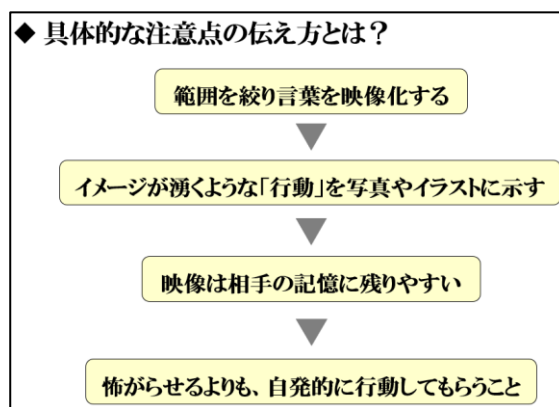 ◆ 具体的な注意点の伝え方とは？
範囲を絞り言葉を映像化する
イメージが湧くような「行動」を写真やイラストに示す
映像は相手の記憶に残りやすい
怖がらせるよりも、自発的に行動してもらうこと